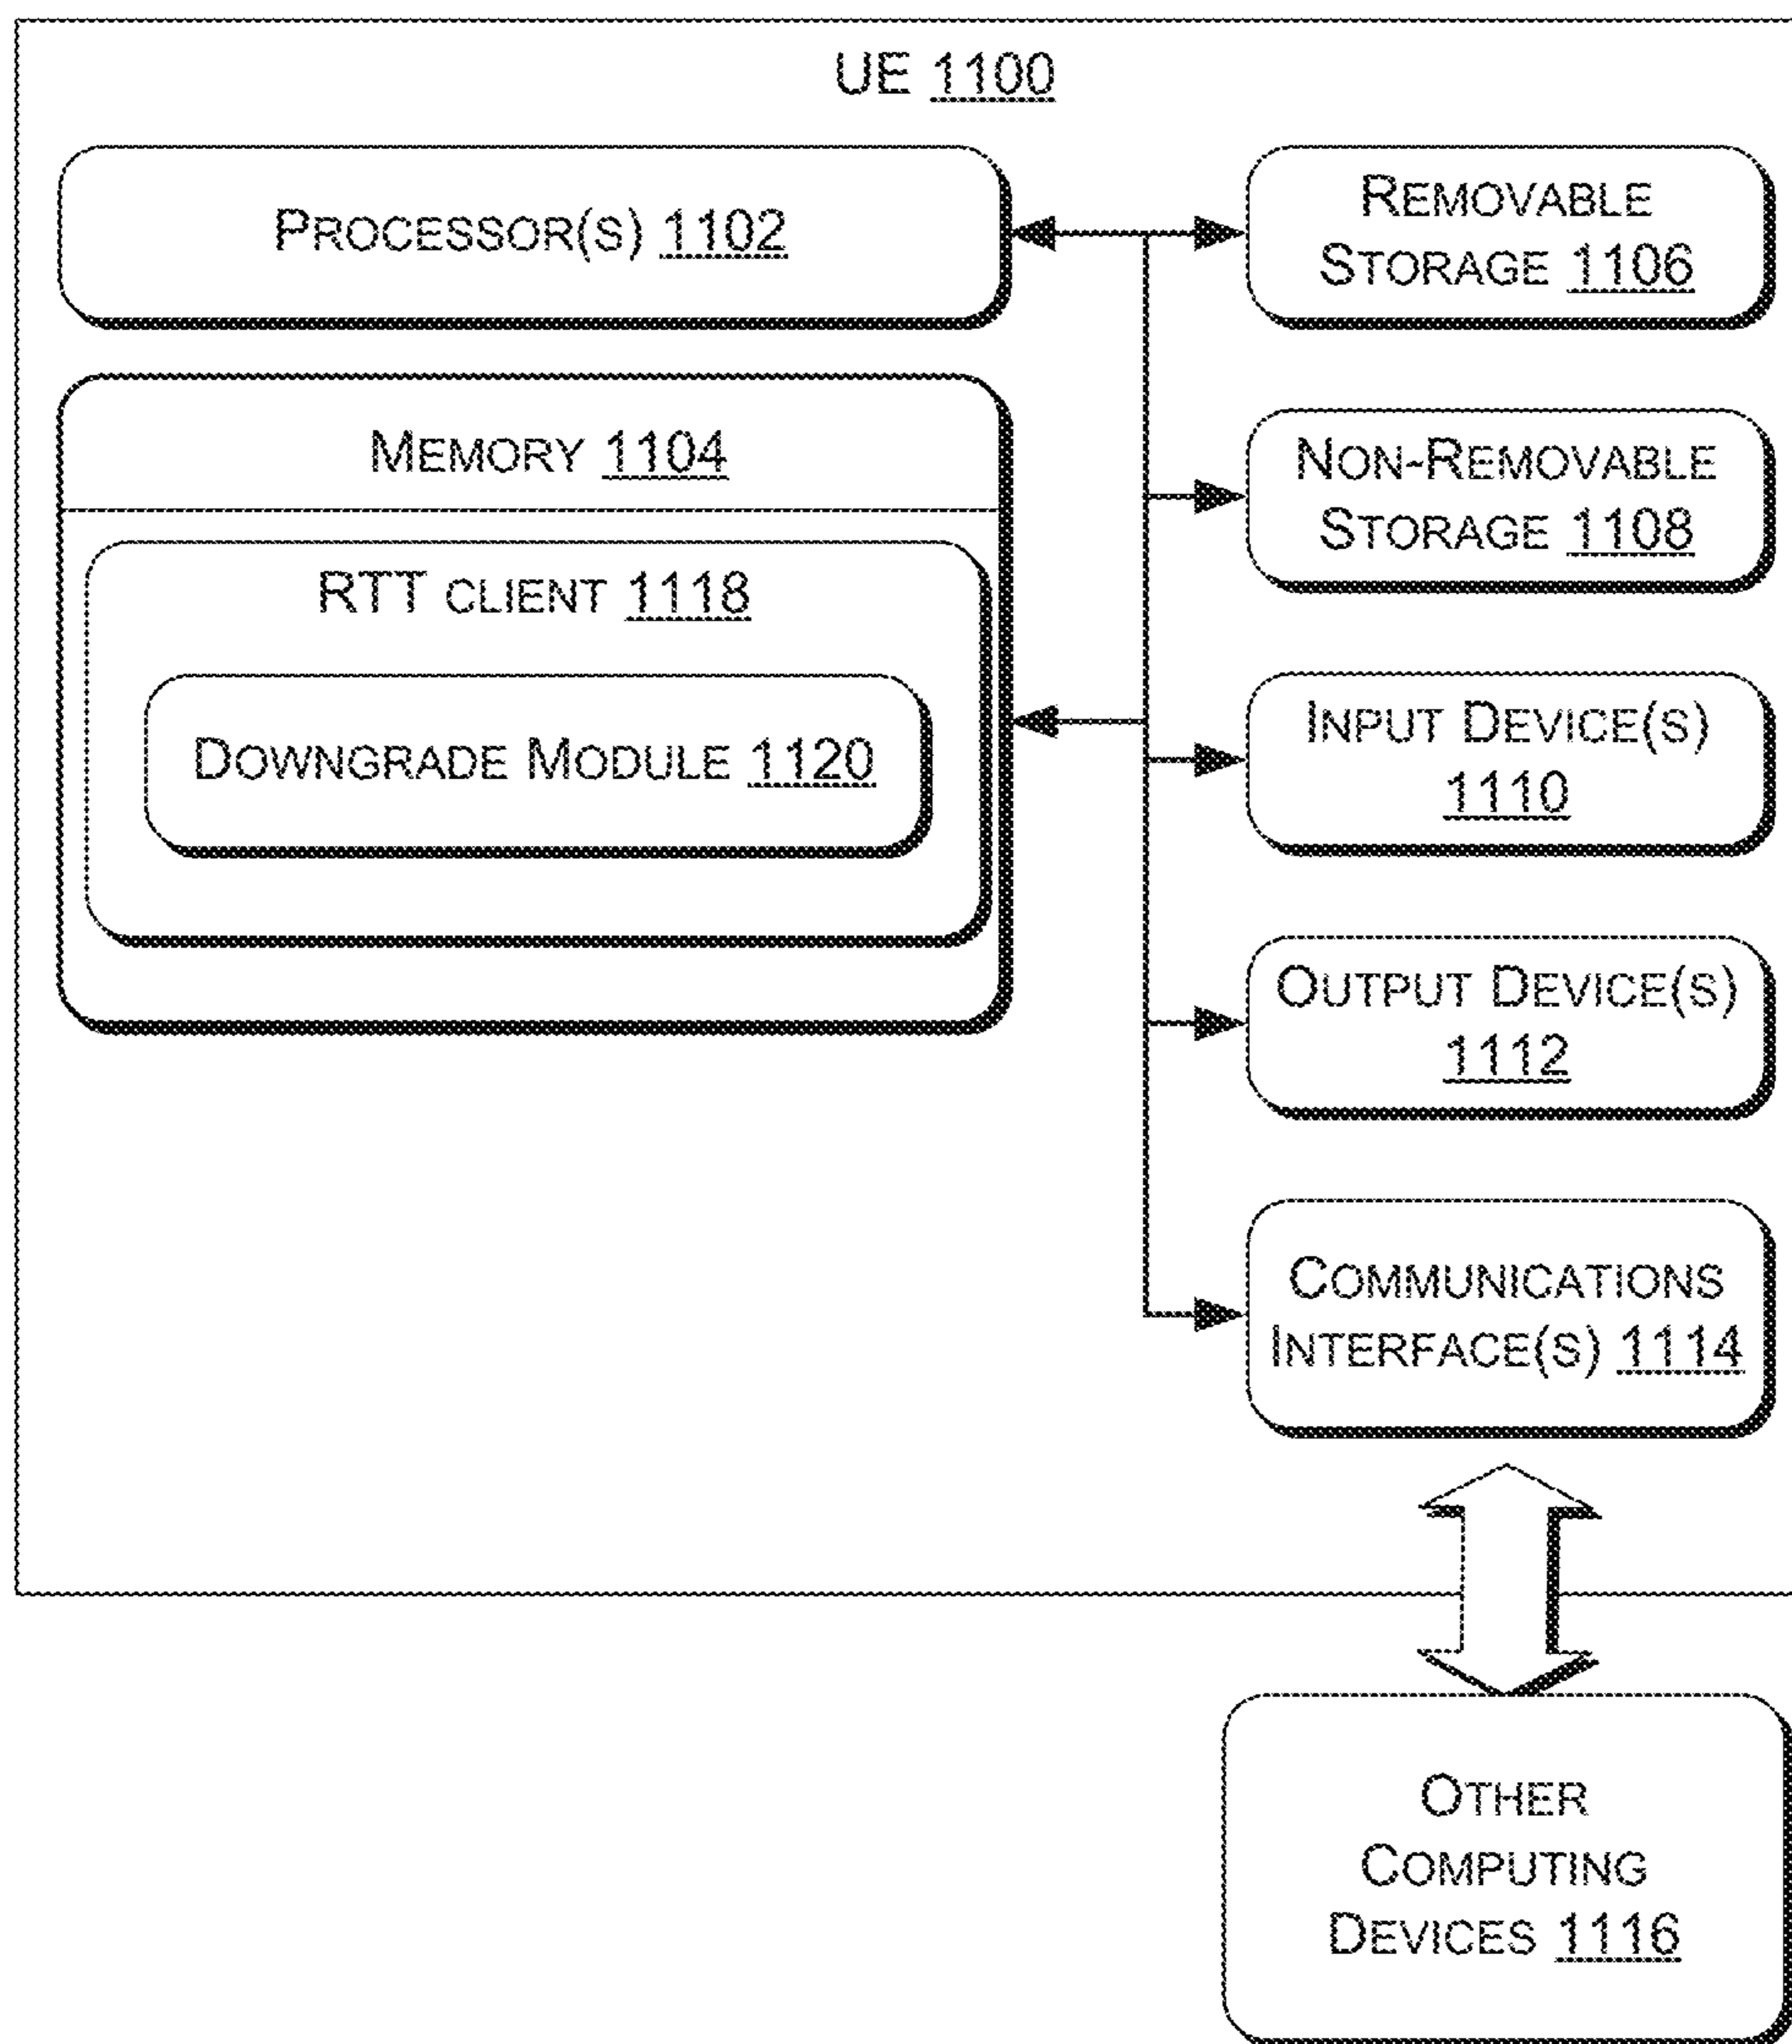 UE 1100
PROCESSOR(S) 1102
MEMORY 1104
RTT CLIENT 1118
DOWNGRADE MODULE 1120
REMOVABLE
STORAGE 1106
NON-REMOVABLE
STORAGE 1108
INPUT DEVICE(S)
1110
OUTPUT DEVICE(S)
1112
COMMUNICATIONS
INTERFACE(S) 1114
OTHER
COMPUTING
DEVICES 1116